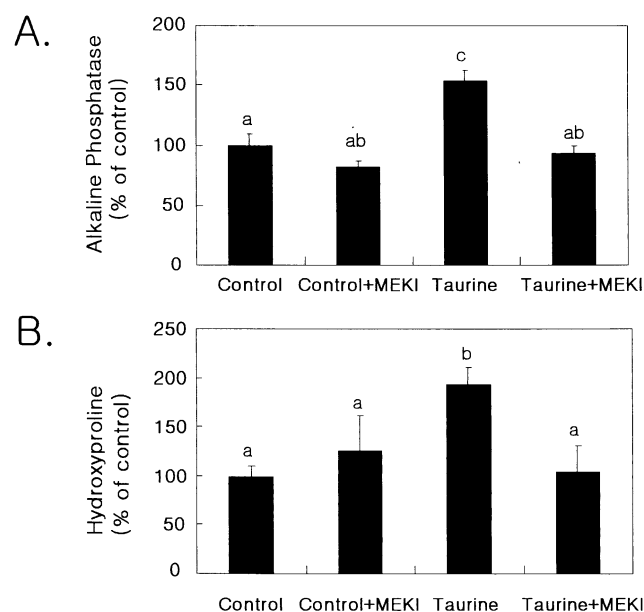 A.
Alkaline Phosphatase
(% of control)
200
150
100
50
0
a
ab
c
ab
Control
Control+MEKI
Taurine
Taurine+MEKI
B.
Hydroxyproline
(% of control)
250
200
150
100
50
0
a
a
b
a
Control
Control+MEKI
Taurine
Taurine+MEKI